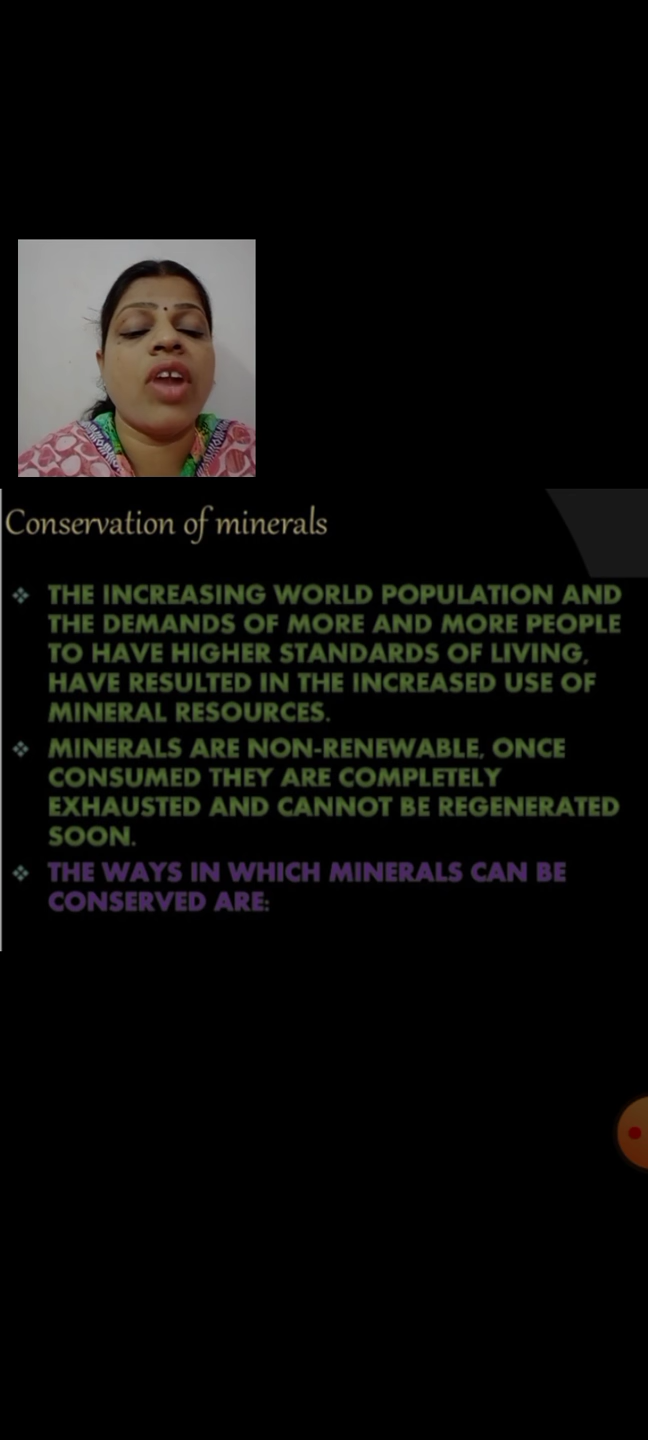 Conservation of minerals
❖ THE INCREASING WORLD POPULATION AND
THE DEMANDS OF MORE AND MORE PEOPLE
TO HAVE HIGHER STANDARDS OF LIVING,
HAVE RESULTED IN THE INCREASED USE OF
MINERAL RESOURCES.
❖ MINERALS ARE NON-RENEWABLE, ONCE
CONSUMED THEY ARE COMPLETELY
EXHAUSTED AND CANNOT BE REGENERATED
SOON.
❖ THE WAYS IN WHICH MINERALS CAN BE
CONSERVED ARE: